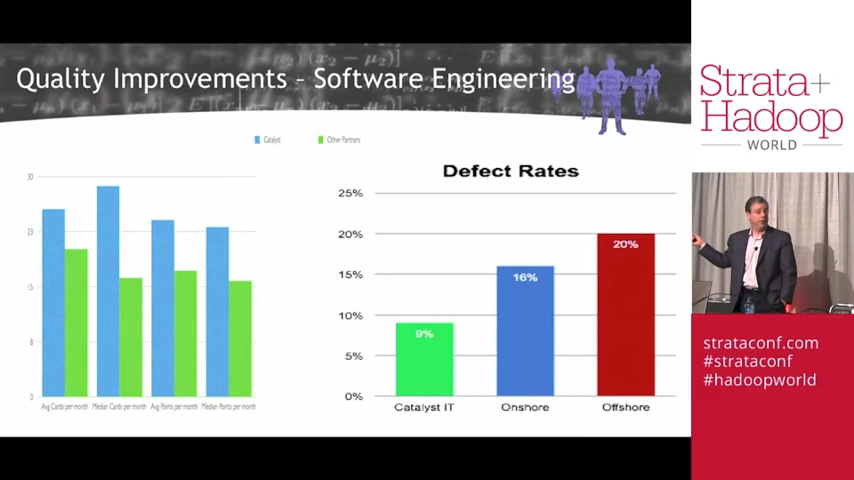 Quality Improvements – Software Engineering
Catalyst
Other Partners
30
23
15
8
0
Avg Cards per month
Median Cards per month
Avg Points per month
Median Points per month
Defect Rates
25%
20%
15%
10%
5%
0%
9%
16%
20%
Catalyst IT
Onshore
Offshore
Strata+
Hadoop
WORLD
strataconf.com
#strataconf
#hadoopworld